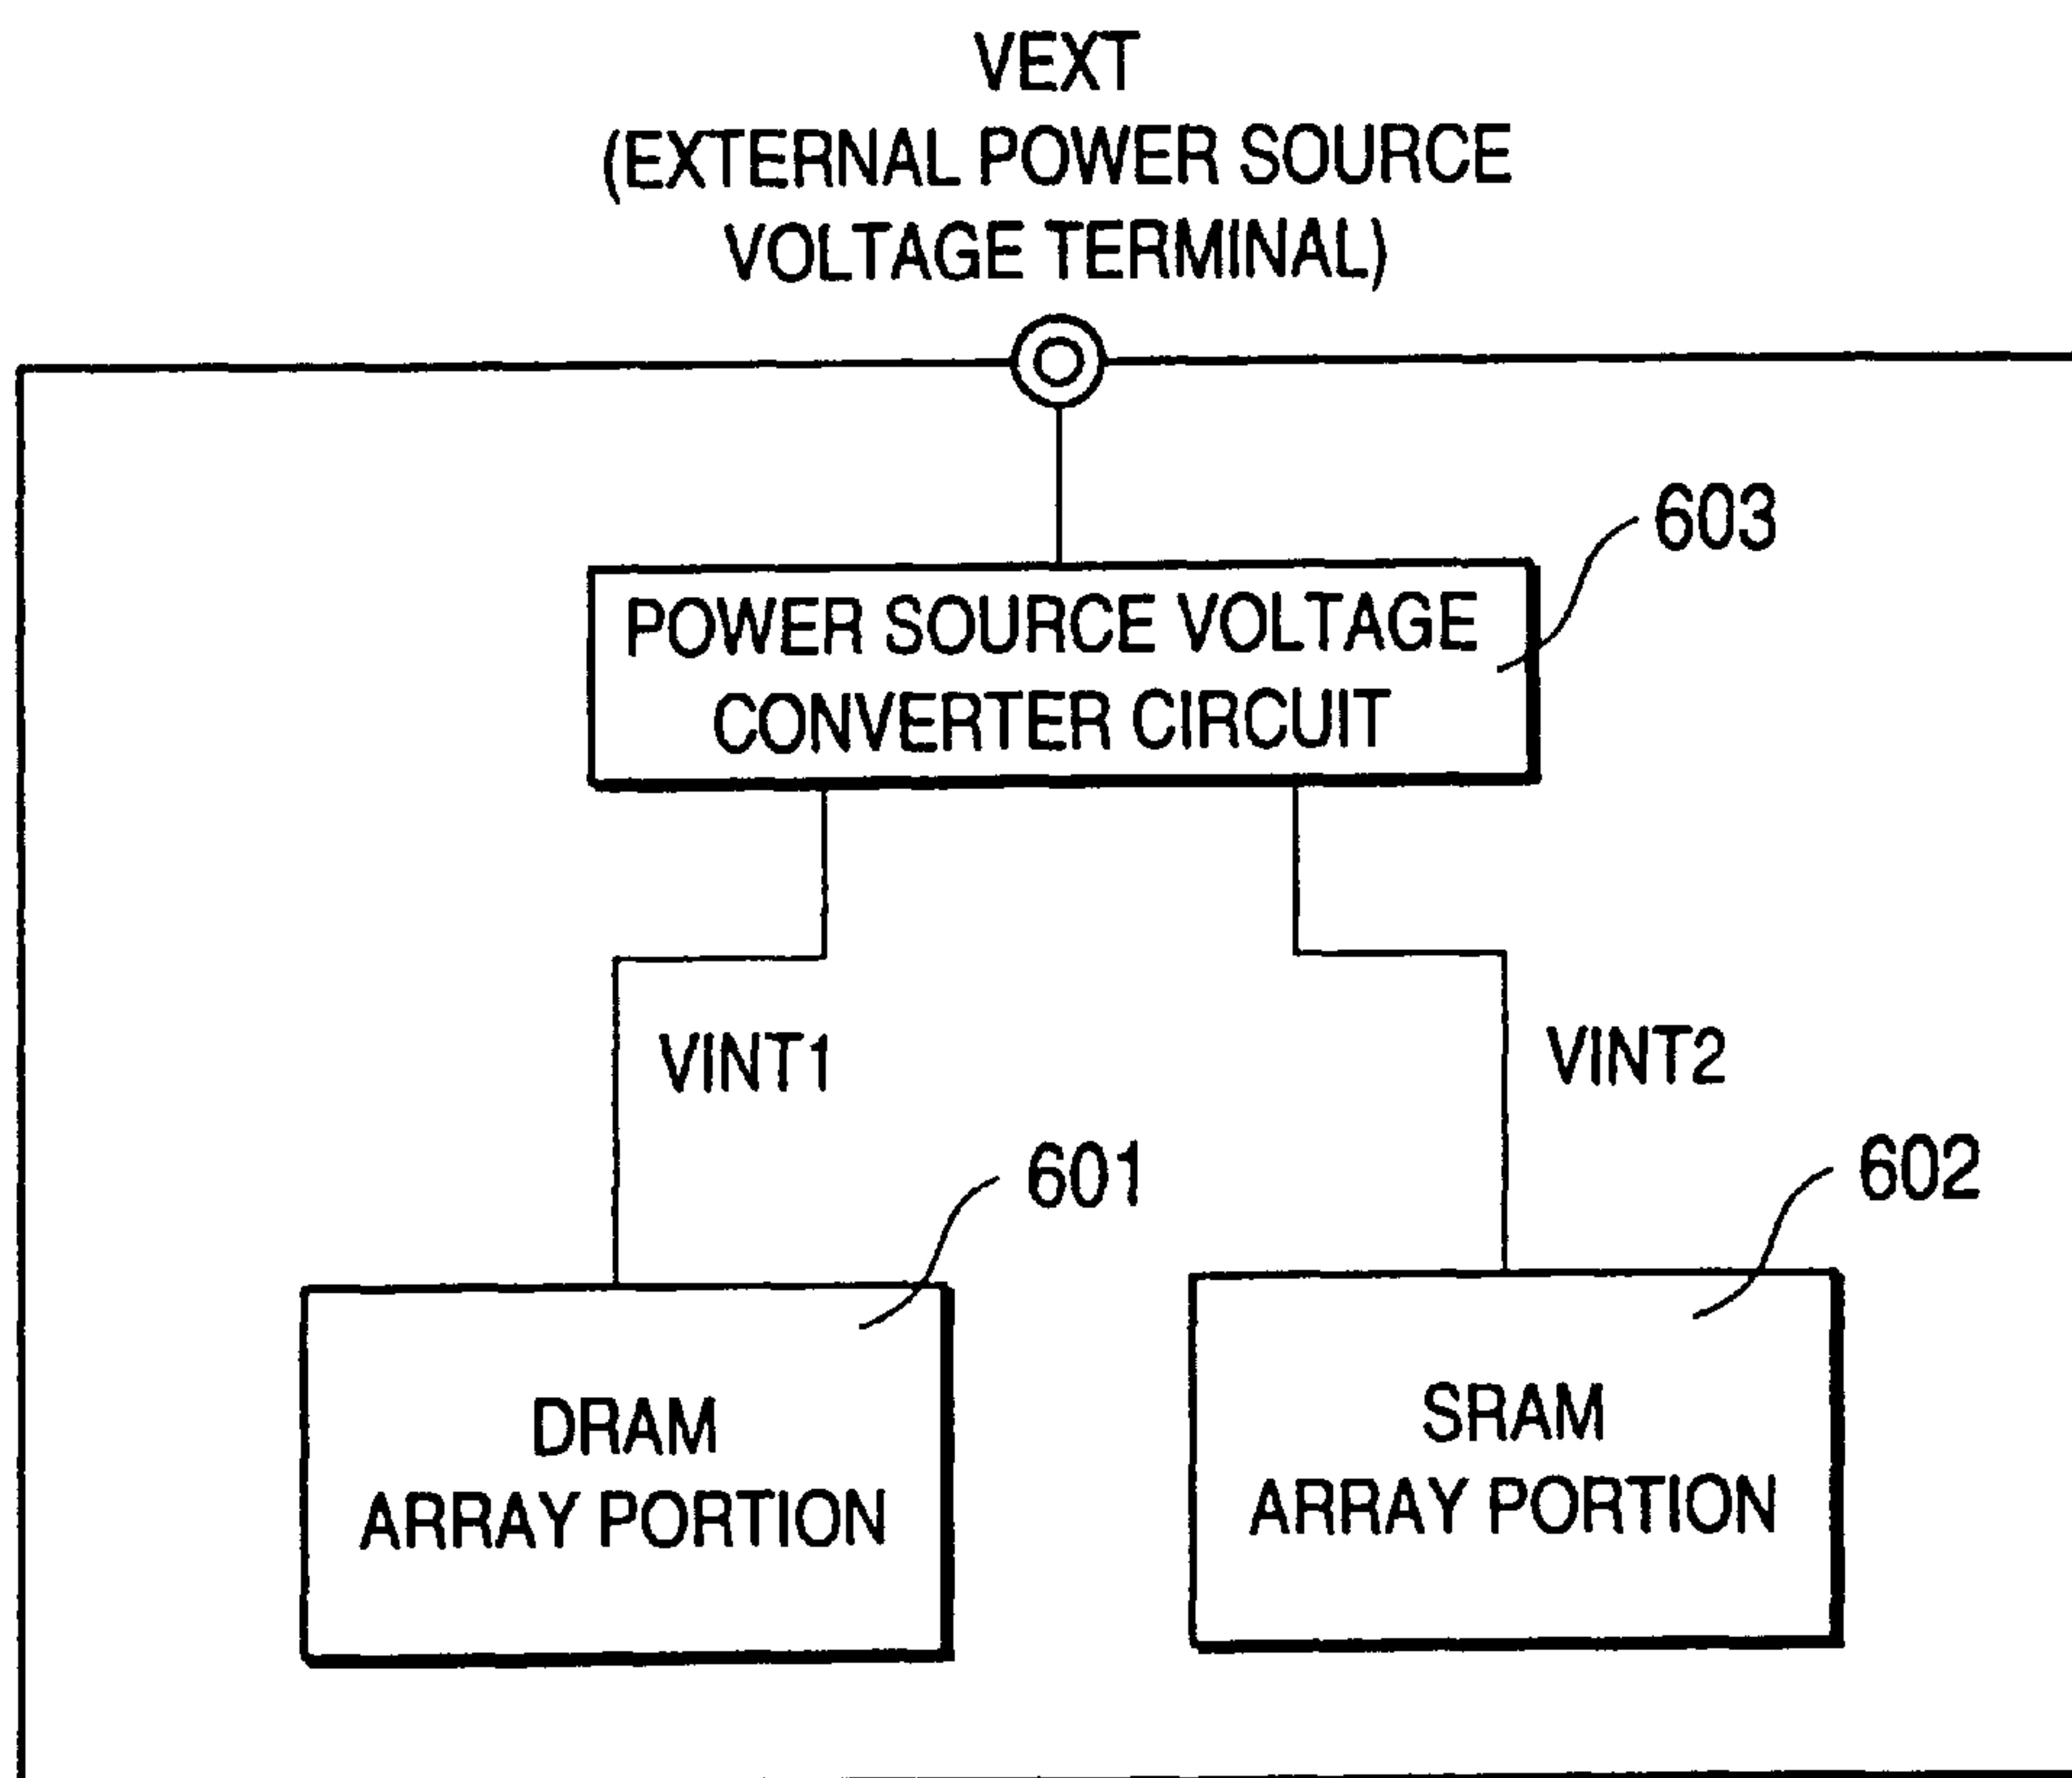 VEXT
(EXTERNAL POWER SOURCE
VOLTAGE TERMINAL)
603
POWER SOURCE VOLTAGE
CONVERTER CIRCUIT
VINT1
VINT2
601
602
DRAM
ARRAY PORTION
SRAM
ARRAY PORTION